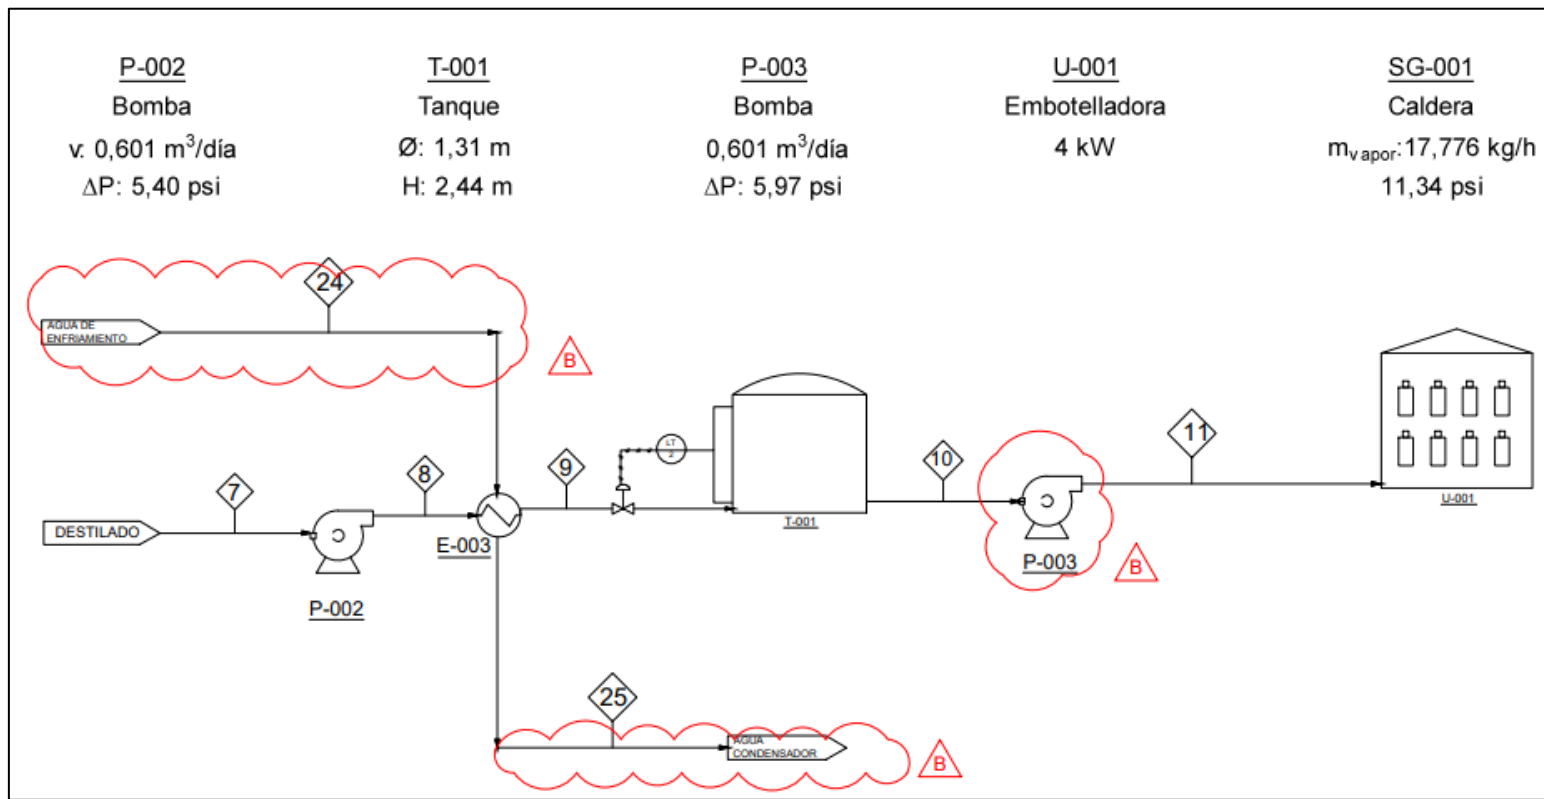 P-002
Bomba
v: 0,601 m³/día
ΔP: 5,40 psi
T-001
Tanque
Ø: 1,31 m
H: 2,44 m
P-003
Bomba
0,601 m³/día
ΔP: 5,97 psi
U-001
Embotelladora
4 kW
SG-001
Caldera
mvapor:17,776 kg/h
11,34 psi
24
AGUA DE
ENFRIAMIENTO
B
7
8
9
LT
2
10
11
DESTILADO
P-002
E-003
T-001
P-003
B
U-001
25
AGUA
CONDENSADOR
B